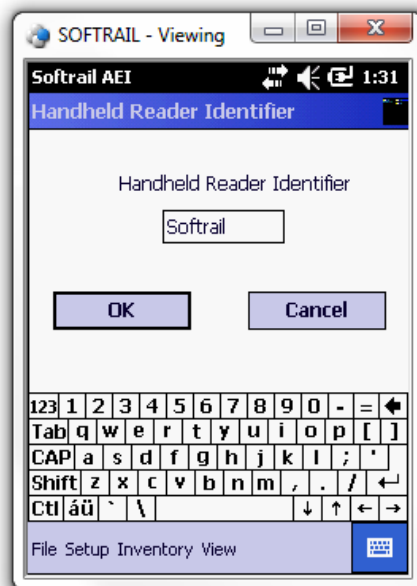 SOFTRAIL - Viewing
Softrail AEI 1:31
Handheld Reader Identifier
Handheld Reader Identifier
Softrail
OK Cancel
123 1 2 3 4 5 6 7 8 9 0 - =
Tab q w e r t y u i o p [ ]
CAP a s d f g h j k l ; '
Shift z x c v b n m , . /
Ctl áü ` \
File Setup Inventory View